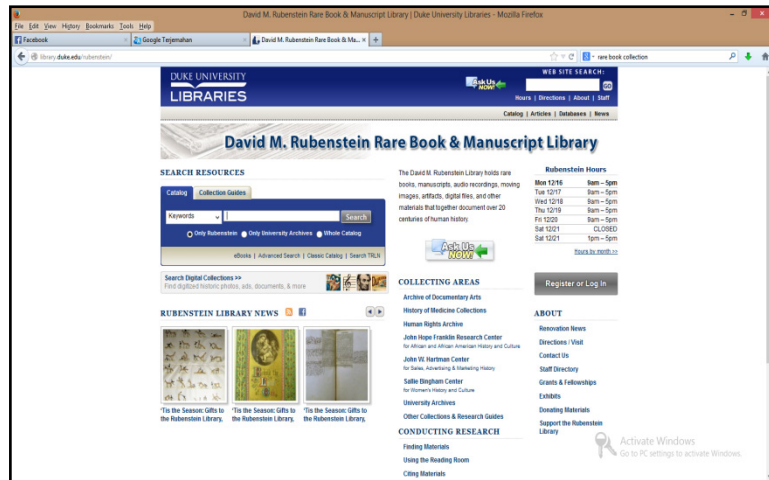 David M. Rubenstein Rare Book & Manuscript Library | Duke University Libraries - Mozilla Firefox
File Edit View History Bookmarks Tools Help
Facebook
Google Terjemahan
David M. Rubenstein Rare Book & Ma...
library.duke.edu/rubenstein/
rare book collection
DUKE UNIVERSITY
LIBRARIES
Ask Us NOW!
WEB SITE SEARCH:
GO
Hours | Directions | About | Staff
Catalog | Articles | Databases | News
David M. Rubenstein Rare Book & Manuscript Library
SEARCH RESOURCES
Catalog
Collection Guides
Keywords
Search
Only Rubenstein
Only University Archives
Whole Catalog
eBooks | Advanced Search | Classic Catalog | Search TRLN
Search Digital Collections >>
Find digitized historic photos, ads, documents, & more
RUBENSTEIN LIBRARY NEWS
'Tis the Season: Gifts to
the Rubenstein Library,
'Tis the Season: Gifts to
the Rubenstein Library,
'Tis the Season: Gifts to
the Rubenstein Library,
The David M. Rubenstein Library holds rare
books, manuscripts, audio recordings, moving
images, artifacts, digital files, and other
materials that together document over 20
centuries of human history.
Ask Us
NOW!
COLLECTING AREAS
Archive of Documentary Arts
History of Medicine Collections
Human Rights Archive
John Hope Franklin Research Center
for African and African American History and Culture
John W. Hartman Center
for Sales, Advertising & Marketing History
Sallie Bingham Center
for Women's History and Culture
University Archives
Other Collections & Research Guides
CONDUCTING RESEARCH
Finding Materials
Using the Reading Room
Citing Materials
Rubenstein Hours
Mon 12/16 9am – 5pm
Tue 12/17 9am – 5pm
Wed 12/18 9am – 5pm
Thu 12/19 9am – 5pm
Fri 12/20 9am – 5pm
Sat 12/21 CLOSED
Sat 12/21 1pm – 5pm
Hours by month >>
Register or Log In
ABOUT
Renovation News
Directions / Visit
Contact Us
Staff Directory
Grants & Fellowships
Exhibits
Donating Materials
Support the Rubenstein
Library
Activate Windows
Go to PC settings to activate Windows.